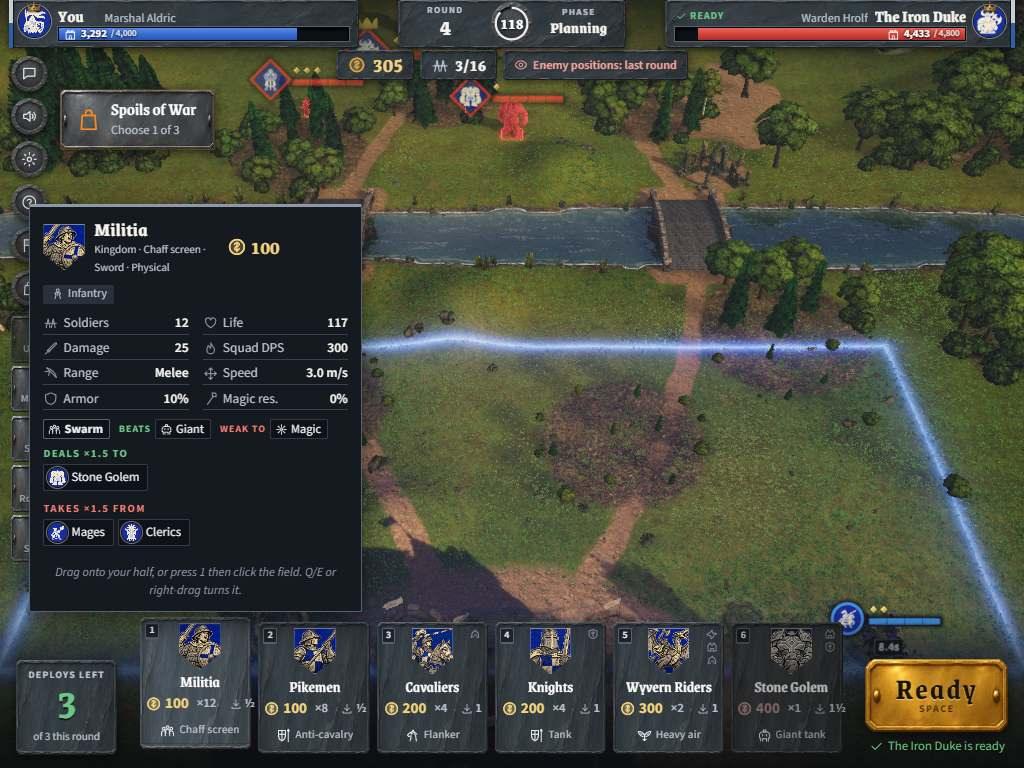 You Marshal Aldric
3,292 / 4,000
ROUND
4
118
PHASE
Planning
READY
Warden Hrolf The Iron Duke
4,433 / 4,800
305
3/16
Enemy positions: last round
Spoils of War
Choose 1 of 3
Militia
Kingdom · Chaff screen ·
Sword · Physical
100
Infantry
Soldiers 12 Life 117
Damage 25 Squad DPS 300
Range Melee Speed 3.0 m/s
Armor 10% Magic res. 0%
Swarm BEATS Giant WEAK TO Magic
DEALS ×1.5 TO
Stone Golem
TAKES ×1.5 FROM
Mages Clerics
Drag onto your half, or press 1 then click the field. Q/E or
right-drag turns it.
8.4s
DEPLOYS LEFT
3
of 3 this round
1
Militia
100 ×12 ½
Chaff screen
2
Pikemen
100 ×8 ½
Anti-cavalry
3
Cavaliers
200 ×4 1
Flanker
4
Knights
200 ×4 1
Tank
5
Wyvern Riders
300 ×2 1
Heavy air
6
Stone Golem
400 ×1 1½
Giant tank
Ready
SPACE
The Iron Duke is ready